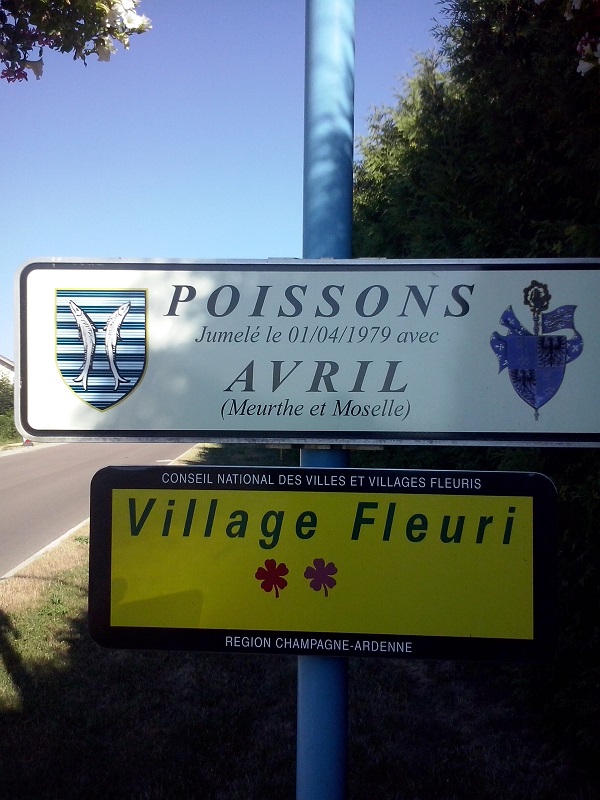 POISSONS
Jumelé le 01/04/1979 avec
AVRIL
(Meurthe et Moselle)
CONSEIL NATIONAL DES VILLES ET VILLAGES FLEURIS
Village Fleuri
REGION CHAMPAGNE-ARDENNE